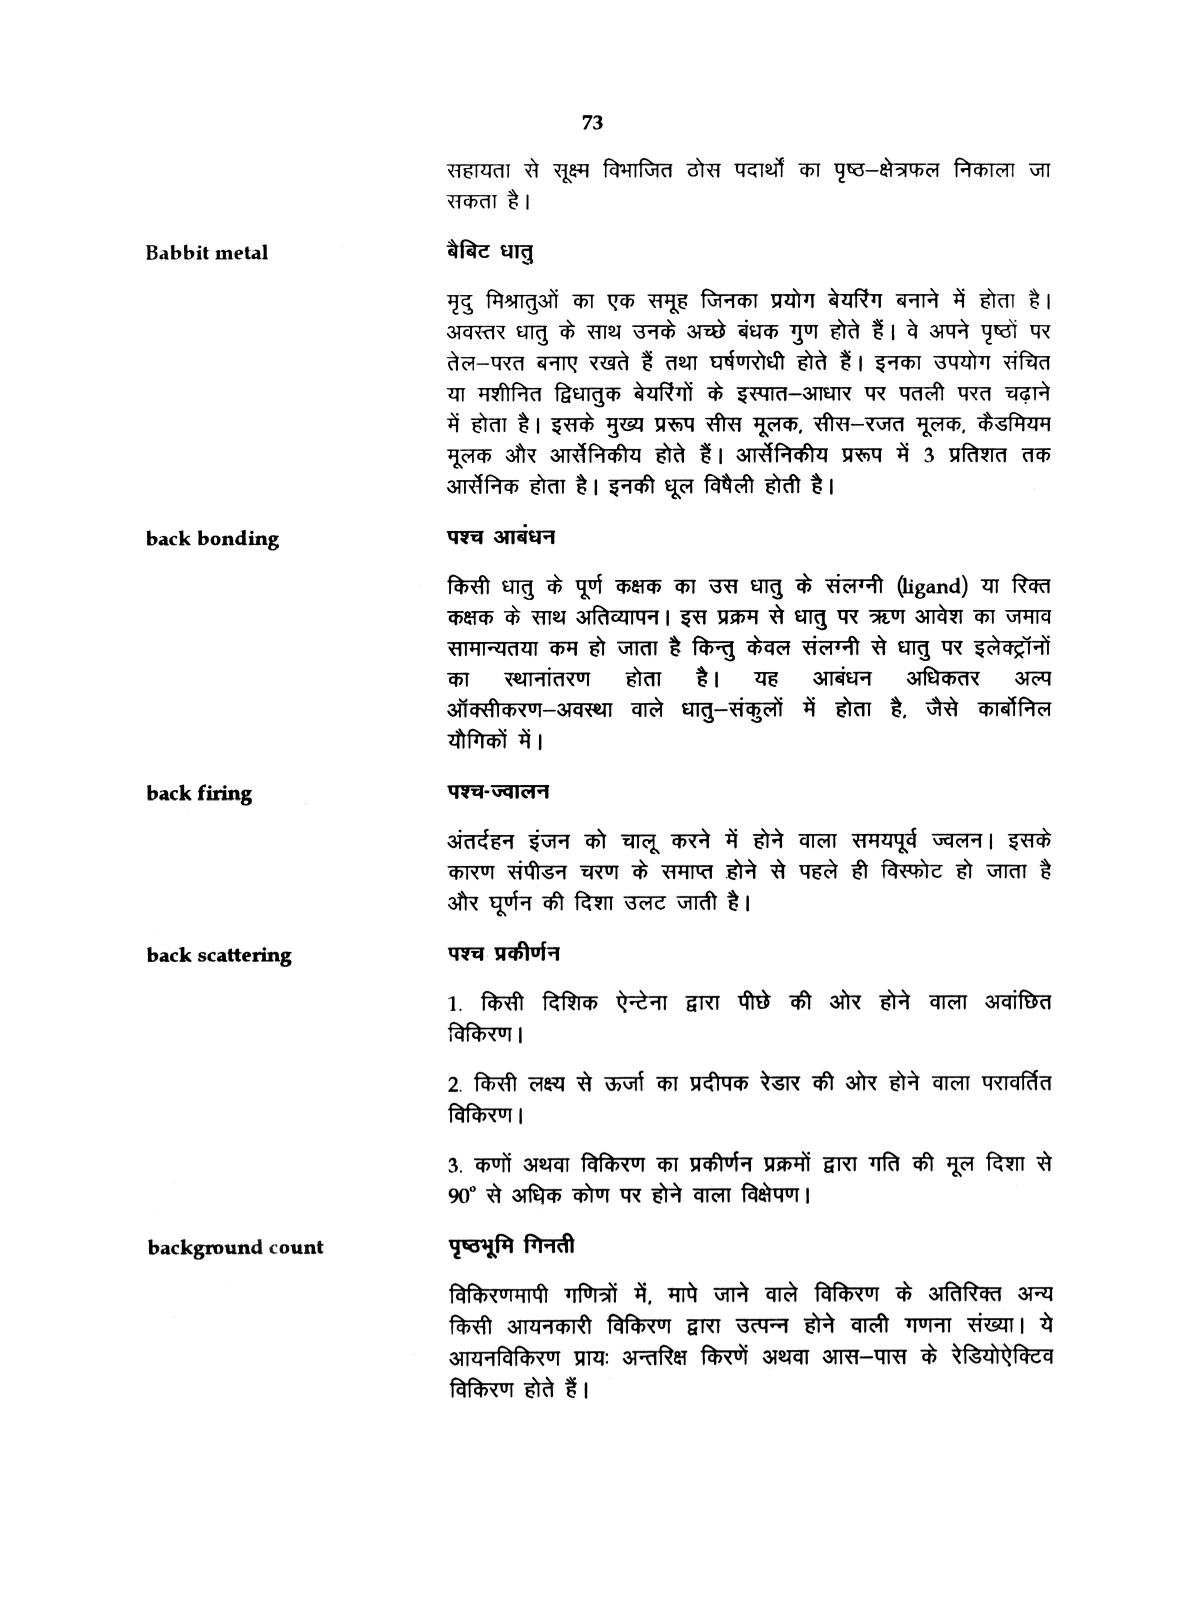 73
सहायता से सूक्ष्म विभाजित ठोस पदार्थों का पृष्ठ–क्षेत्रफल निकाला जा
सकता है।
Babbit metal बैबिट धातु
मृदु मिश्रातुओं का एक समूह जिनका प्रयोग बेयरिंग बनाने में होता है।
अवस्तर धातु के साथ उनके अच्छे बंधक गुण होते हैं। वे अपने पृष्ठों पर
तेल–परत बनाए रखते हैं तथा घर्षणरोधी होते हैं। इनका उपयोग संचित
या मशीनित द्विधातुक बेयरिंगों के इस्पात–आधार पर पतली परत चढ़ाने
में होता है। इसके मुख्य प्ररूप सीस मूलक, सीस–रजत मूलक, कैडमियम
मूलक और आर्सेनिकीय होते हैं। आर्सेनिकीय प्ररूप में 3 प्रतिशत तक
आर्सेनिक होता है। इनकी धूल विषैली होती है।
back bonding पश्च आबंधन
किसी धातु के पूर्ण कक्षक का उस धातु के संलग्नी (ligand) या रिक्त
कक्षक के साथ अतिव्यापन। इस प्रक्रम से धातु पर ऋण आवेश का जमाव
सामान्यतया कम हो जाता है किन्तु केवल संलग्नी से धातु पर इलेक्ट्रॉनों
का स्थानांतरण होता है। यह आबंधन अधिकतर अल्प
ऑक्सीकरण–अवस्था वाले धातु–संकुलों में होता है, जैसे कार्बोनिल
यौगिकों में।
back firing पश्च-ज्वालन
अंतर्दहन इंजन को चालू करने में होने वाला समयपूर्व ज्वलन। इसके
कारण संपीडन चरण के समाप्त होने से पहले ही विस्फोट हो जाता है
और घूर्णन की दिशा उलट जाती है।
back scattering पश्च प्रकीर्णन
1. किसी दिशिक ऐन्टेना द्वारा पीछे की ओर होने वाला अवांछित
विकिरण।
2. किसी लक्ष्य से ऊर्जा का प्रदीपक रेडार की ओर होने वाला परावर्तित
विकिरण।
3. कणों अथवा विकिरण का प्रकीर्णन प्रक्रमों द्वारा गति की मूल दिशा से
90° से अधिक कोण पर होने वाला विक्षेपण।
background count पृष्ठभूमि गिनती
विकिरणमापी गणित्रों में, मापे जाने वाले विकिरण के अतिरिक्त अन्य
किसी आयनकारी विकिरण द्वारा उत्पन्न होने वाली गणना संख्या। ये
आयनविकिरण प्रायः अन्तरिक्ष किरणें अथवा आस–पास के रेडियोऐक्टिव
विकिरण होते हैं।